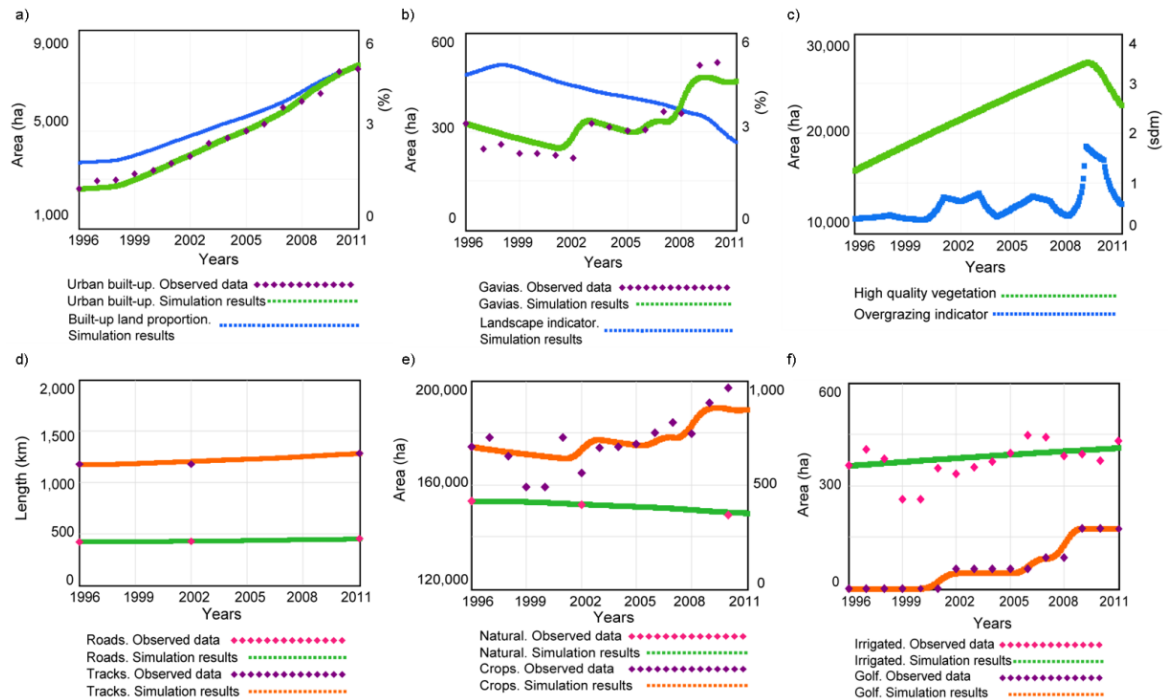 a)
9,000
5,000
1,000
Area (ha)
6
3
0
(%)
1996 1999 2002 2005 2008 2011
Years
Urban built-up. Observed data
Urban built-up. Simulation results
Built-up land proportion.
Simulation results
b)
600
300
0
Area (ha)
6
3
0
(%)
1996 1999 2002 2005 2008 2011
Years
Gavias. Observed data
Gavias. Simulation results
Landscape indicator.
Simulation results
c)
30,000
20,000
10,000
Area (ha)
4
3
2
1
0
(sdm)
1996 1999 2002 2005 2008 2011
Years
High quality vegetation
Overgrazing indicator
d)
2,000
1,500
1,000
500
0
Length (km)
1996 1999 2002 2005 2008 2011
Years
Roads. Observed data
Roads. Simulation results
Tracks. Observed data
Tracks. Simulation results
e)
200,000
160,000
120,000
Area (ha)
1,000
500
0
1996 1999 2002 2005 2008 2011
Years
Natural. Observed data
Natural. Simulation results
Crops. Observed data
Crops. Simulation results
f)
600
300
0
Area (ha)
1996 1999 2002 2005 2008 2011
Years
Irrigated. Observed data
Irrigated. Simulation results
Golf. Observed data
Golf. Simulation results